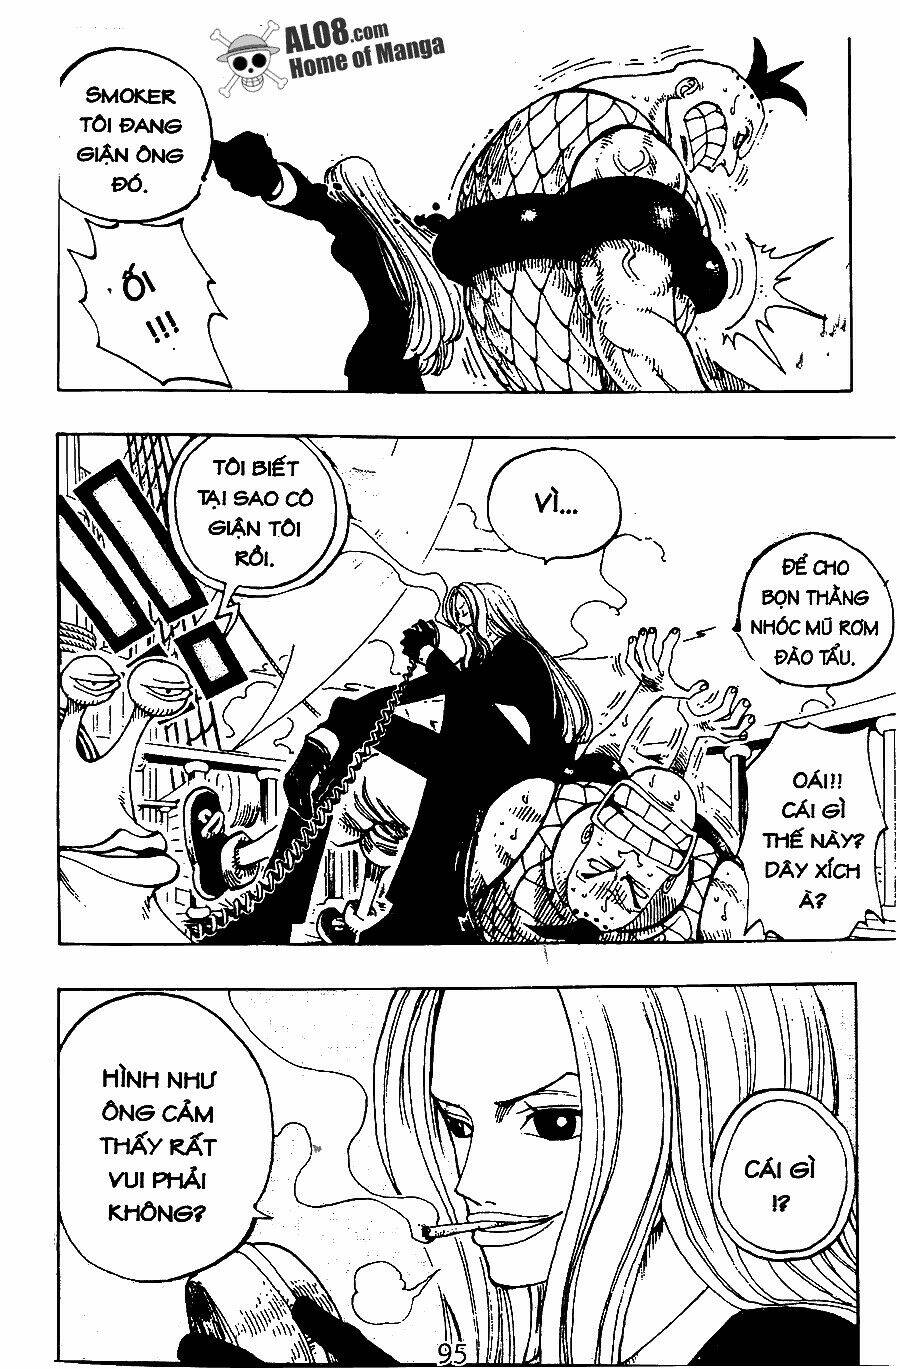 AL08.com
Home of Manga
SMOKER
TÔI ĐANG
GIẬN ÔNG
ĐÓ.
ỐI
!!!
TÔI BIẾT
TẠI SAO CÔ
GIẬN TÔI
RỒI.
VÌ...
ĐỂ CHO
BỌN THẰNG
NHÓC MŨ RƠM
ĐÀO TẨU.
OÁI!!
CÁI GÌ
THẾ NÀY?
DÂY XÍCH
À?
HÌNH NHƯ
ÔNG CẢM
THẤY RẤT
VUI PHẢI
KHÔNG?
CÁI GÌ
!?
95